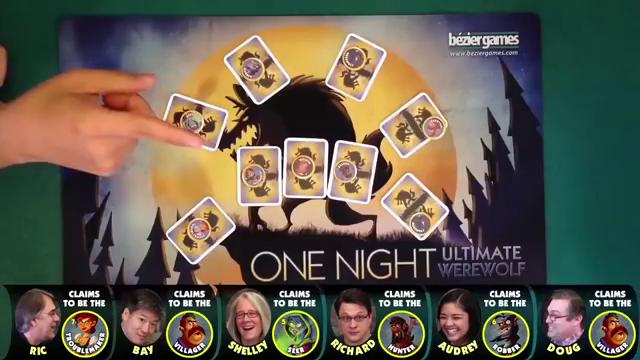 béziergames
www.beziergames.com
ONE NIGHT
ULTIMATE
WEREWOLF
CLAIMS
TO BE THE
TROUBLEMAKER
RIC
CLAIMS
TO BE THE
VILLAGER
BAY
CLAIMS
TO BE THE
SEER
SHELLEY
CLAIMS
TO BE THE
HUNTER
RICHARD
CLAIMS
TO BE THE
ROBBER
AUDREY
CLAIMS
TO BE THE
VILLAGER
DOUG